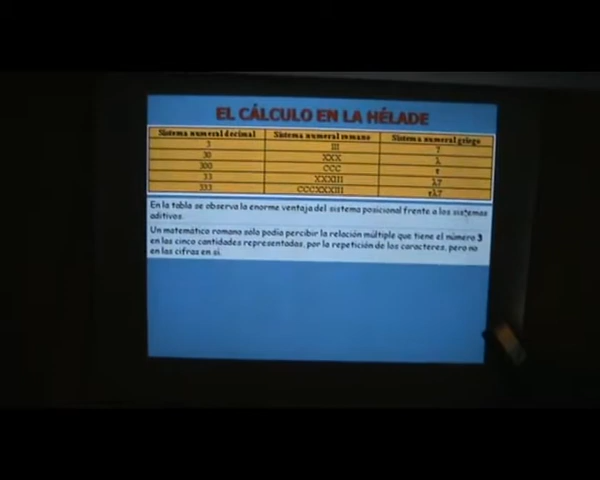 EL CÁLCULO EN LA HÉLADE
Sistema numeral decimal Sistema numeral romano Sistema numeral griego
3 III ?
30 XXX λ
300 CCC τ
33 XXXIII λ?
333 CCCXXXIII τλ?
En la tabla se observa la enorme ventaja del sistema posicional frente a los sistemas
aditivos.
Un matemático romano solo podía percibir la relación múltiple que tiene el número 3
en las cinco cantidades representadas, por la repetición de los caracteres, pero no
en las cifras en sí.